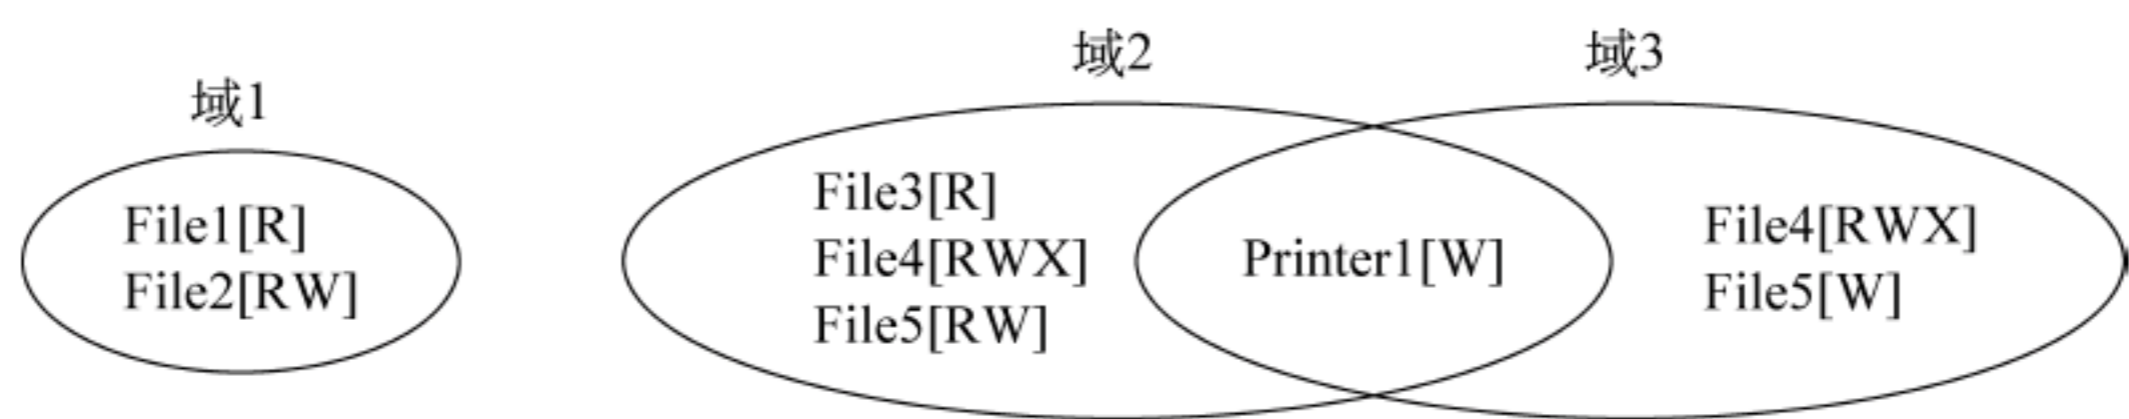 域1
File1[R]
File2[RW]
域2
File3[R]
File4[RWX]
File5[RW]
Printer1[W]
域3
File4[RWX]
File5[W]